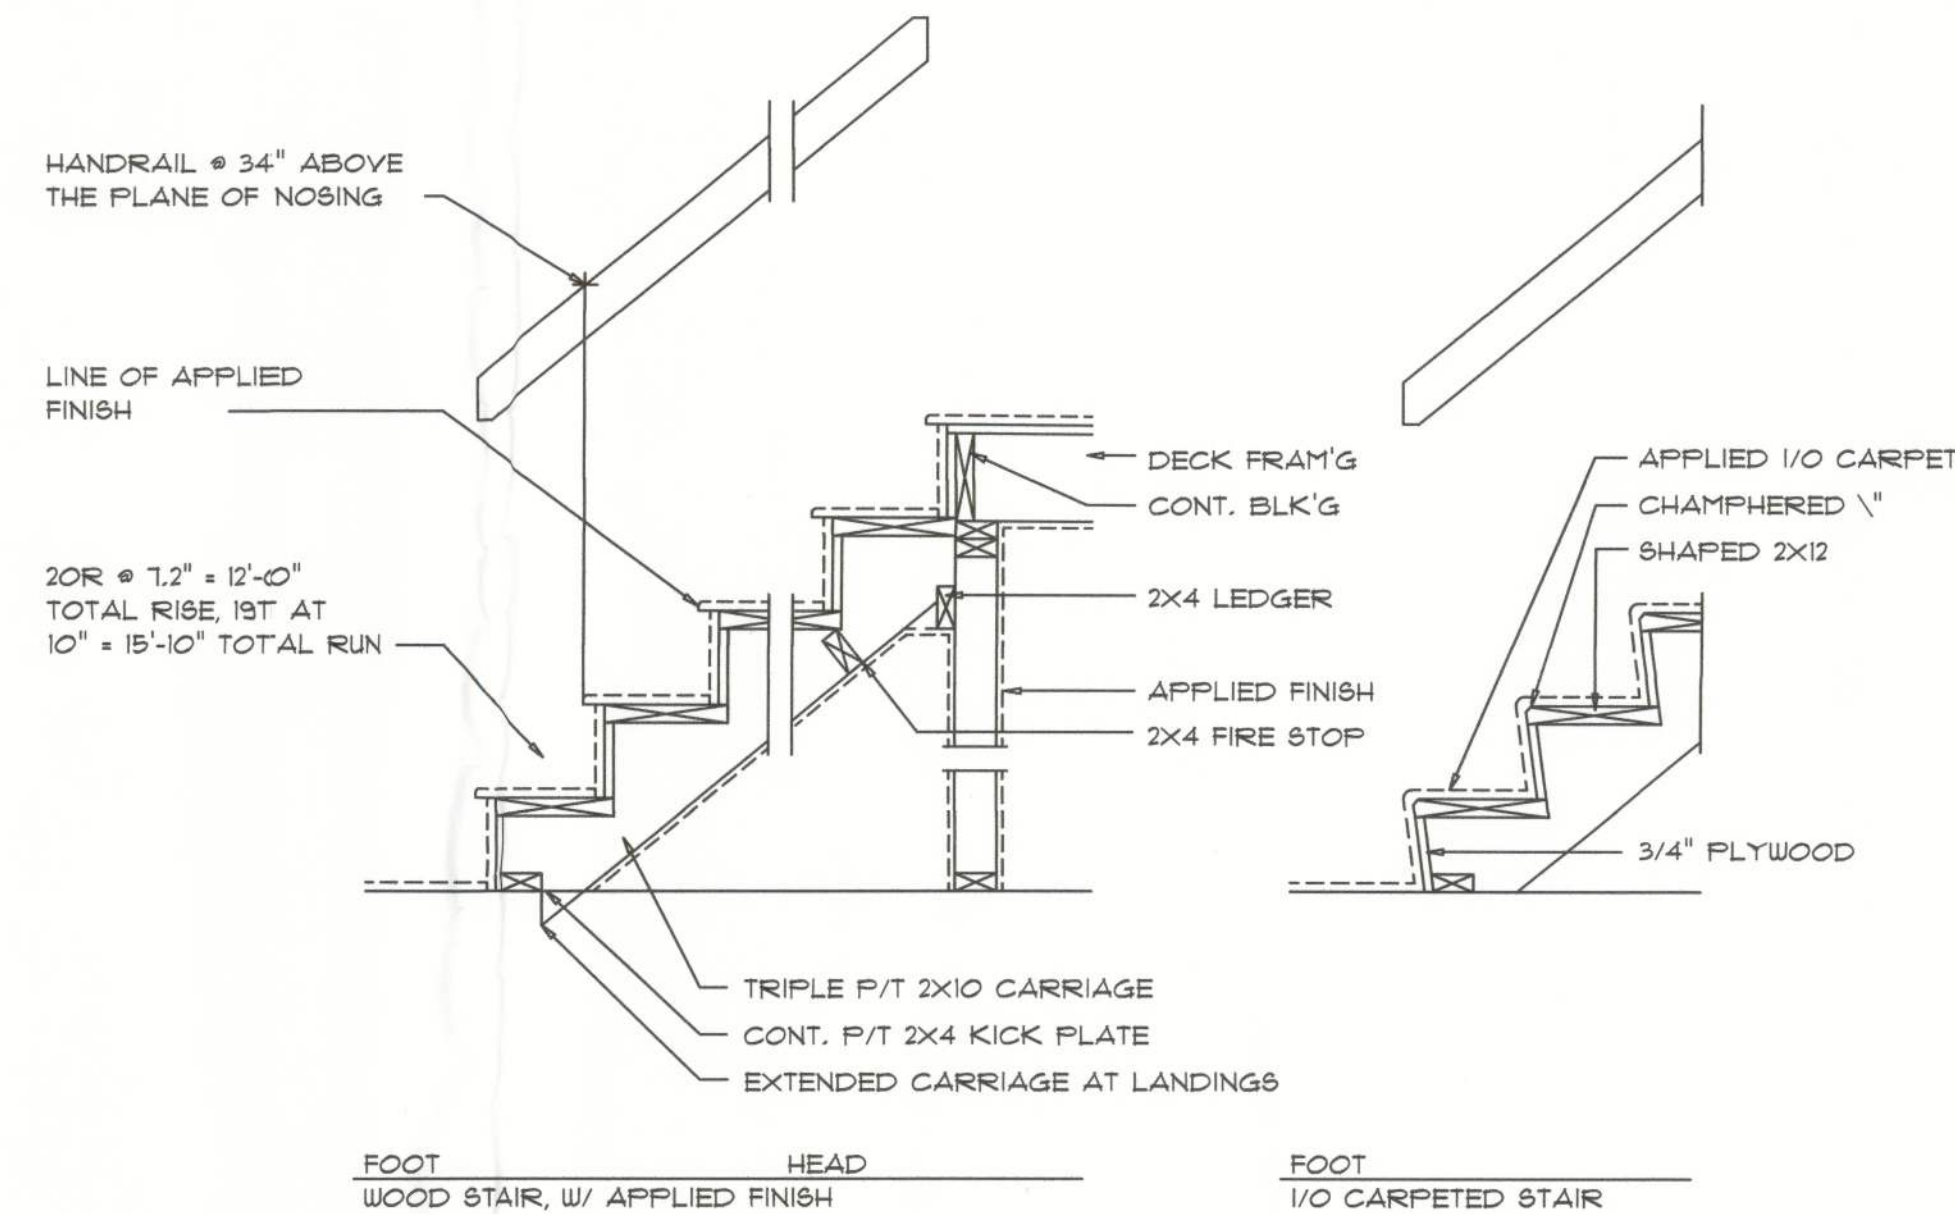 HANDRAIL @ 34" ABOVE
THE PLANE OF NOSING
LINE OF APPLIED
FINISH
20R @ 7.2" = 12'-0"
TOTAL RISE, 19T AT
10" = 15'-10" TOTAL RUN
DECK FRAM'G
CONT. BLK'G
2X4 LEDGER
APPLIED FINISH
2X4 FIRE STOP
TRIPLE P/T 2X10 CARRIAGE
CONT. P/T 2X4 KICK PLATE
EXTENDED CARRIAGE AT LANDINGS
FOOT HEAD
WOOD STAIR, W/ APPLIED FINISH
APPLIED I/O CARPET
CHAMPHERED \"
SHAPED 2X12
3/4" PLYWOOD
FOOT
I/O CARPETED STAIR